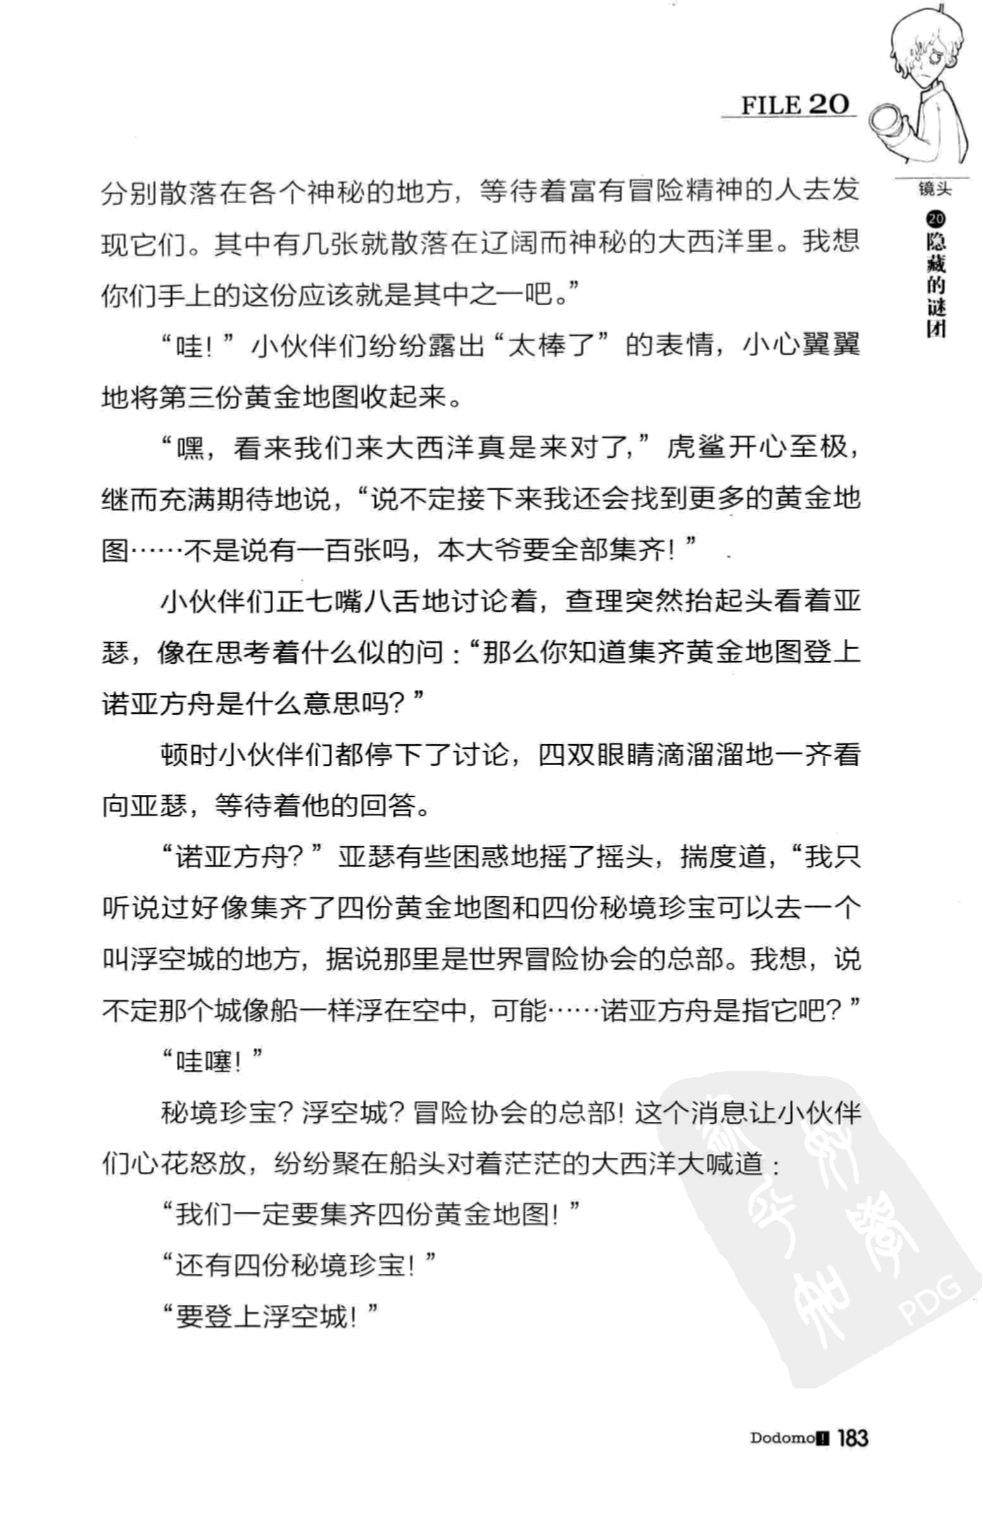 FILE 20
镜头
⑳隐藏的谜团
分别散落在各个神秘的地方，等待着富有冒险精神的人去发
现它们。其中有几张就散落在辽阔而神秘的大西洋里。我想
你们手上的这份应该就是其中之一吧。”
“哇！”小伙伴们纷纷露出“太棒了”的表情，小心翼翼
地将第三份黄金地图收起来。
“嘿，看来我们来大西洋真是来对了，”虎鲨开心至极，
继而充满期待地说，“说不定接下来我还会找到更多的黄金地
图……不是说有一百张吗，本大爷要全部集齐！”
小伙伴们正七嘴八舌地讨论着，查理突然抬起头看着亚
瑟，像在思考着什么似的问：“那么你知道集齐黄金地图登上
诺亚方舟是什么意思吗？”
顿时小伙伴们都停下了讨论，四双眼睛滴溜溜地一齐看
向亚瑟，等待着他的回答。
“诺亚方舟？”亚瑟有些困惑地摇了摇头，揣度道，“我只
听说过好像集齐了四份黄金地图和四份秘境珍宝可以去一个
叫浮空城的地方，据说那里是世界冒险协会的总部。我想，说
不定那个城像船一样浮在空中，可能……诺亚方舟是指它吧？”
“哇噻！”
秘境珍宝？浮空城？冒险协会的总部！这个消息让小伙伴
们心花怒放，纷纷聚在船头对着茫茫的大西洋大喊道：
“我们一定要集齐四份黄金地图！”
“还有四份秘境珍宝！”
“要登上浮空城！”
PDG
Dodomo! 183